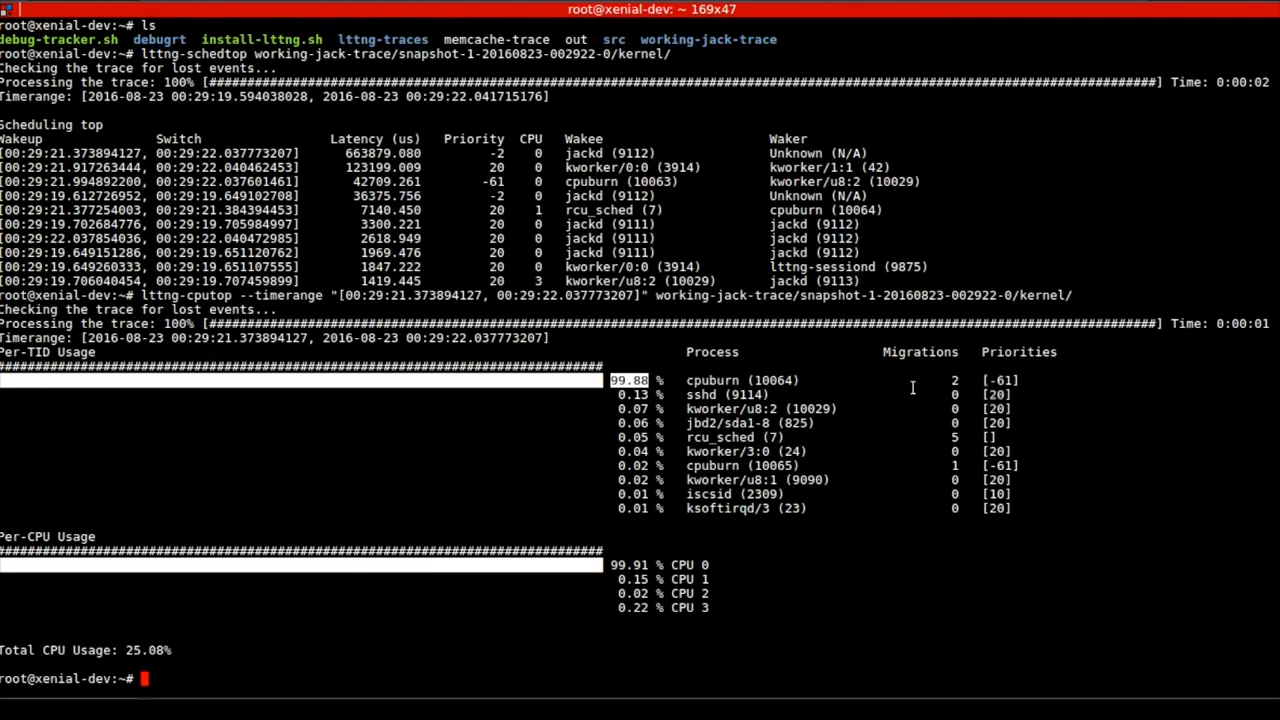 root@xenial-dev: ~ 169x47
root@xenial-dev:~# ls
debug-tracker.sh  debugrt  install-lttng.sh  lttng-traces  memcache-trace  out  src  working-jack-trace
root@xenial-dev:~# lttng-schedtop working-jack-trace/snapshot-1-20160823-002922-0/kernel/
Checking the trace for lost events...
Processing the trace: 100% [###############################################################################################################################] Time: 0:00:02
Timerange: [2016-08-23 00:29:19.594038028, 2016-08-23 00:29:22.041715176]
Scheduling top
Wakeup Switch Latency (us) Priority CPU Wakee Waker
[00:29:21.373894127, 00:29:22.037773207] 663879.080 -2 0 jackd (9112) Unknown (N/A)
[00:29:21.917263444, 00:29:22.040462453] 123199.009 20 0 kworker/0:0 (3914) kworker/1:1 (42)
[00:29:21.994892200, 00:29:22.037601461] 42709.261 -61 0 cpuburn (10063) kworker/u8:2 (10029)
[00:29:19.612726952, 00:29:19.649102708] 36375.756 -2 0 jackd (9112) Unknown (N/A)
[00:29:21.377254003, 00:29:21.384394453] 7140.450 20 1 rcu_sched (7) cpuburn (10064)
[00:29:19.702684776, 00:29:19.705984997] 3300.221 20 0 jackd (9111) jackd (9112)
[00:29:22.037854036, 00:29:22.040472985] 2618.949 20 0 jackd (9111) jackd (9112)
[00:29:19.649151286, 00:29:19.651120762] 1969.476 20 0 jackd (9111) jackd (9112)
[00:29:19.649260333, 00:29:19.651107555] 1847.222 20 0 kworker/0:0 (3914) lttng-sessiond (9875)
[00:29:19.706040454, 00:29:19.707459899] 1419.445 20 3 kworker/u8:2 (10029) jackd (9113)
root@xenial-dev:~# lttng-cputop --timerange "[00:29:21.373894127, 00:29:22.037773207]" working-jack-trace/snapshot-1-20160823-002922-0/kernel/
Checking the trace for lost events...
Processing the trace: 100% [###############################################################################################################################] Time: 0:00:01
Timerange: [2016-08-23 00:29:21.373894127, 2016-08-23 00:29:22.037773207]
Per-TID Usage Process Migrations Priorities
################################################################################
99.88 % cpuburn (10064) 2 [-61]
0.13 % sshd (9114) 0 [20]
0.07 % kworker/u8:2 (10029) 0 [20]
0.06 % jbd2/sda1-8 (825) 0 [20]
0.05 % rcu_sched (7) 5 []
0.04 % kworker/3:0 (24) 0 [20]
0.02 % cpuburn (10065) 1 [-61]
0.02 % kworker/u8:1 (9090) 0 [20]
0.01 % iscsid (2309) 0 [10]
0.01 % ksoftirqd/3 (23) 0 [20]
Per-CPU Usage
################################################################################
99.91 % CPU 0
0.15 % CPU 1
0.02 % CPU 2
0.22 % CPU 3
Total CPU Usage: 25.08%
root@xenial-dev:~#